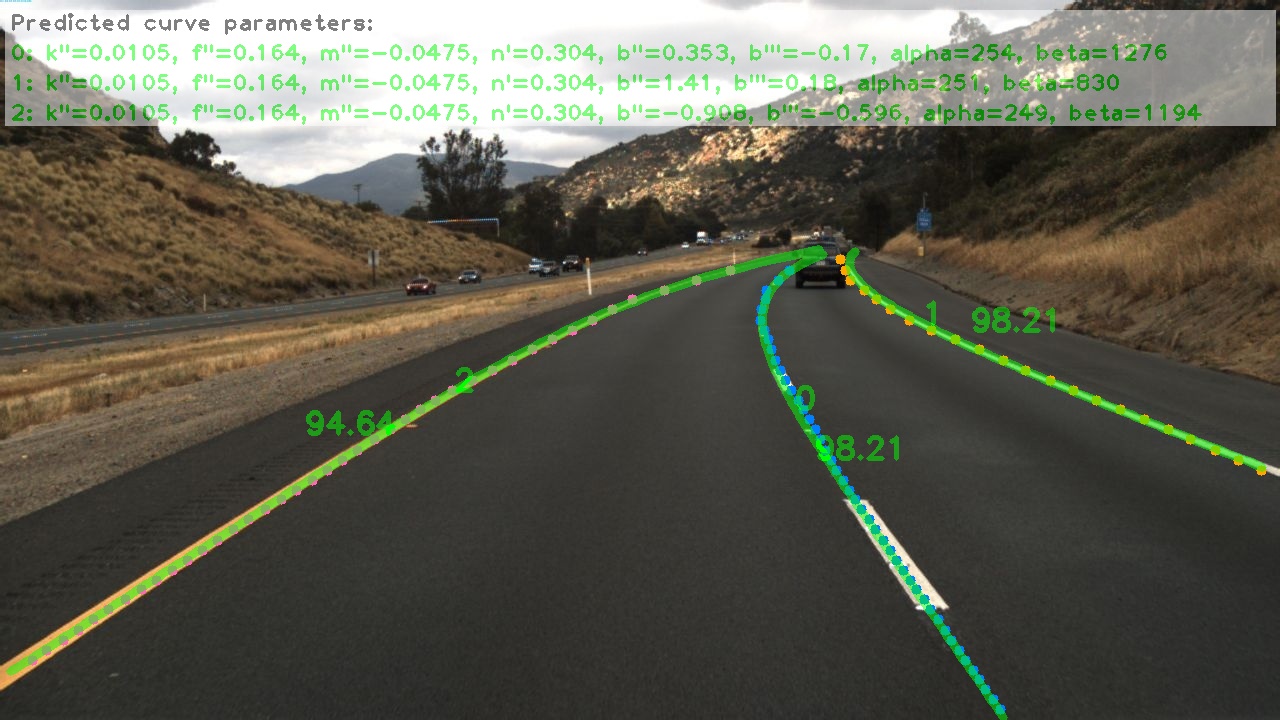 Predicted curve parameters:
0: k''=0.0105, f''=0.164, m''=-0.0475, n'=0.304, b''=0.353, b'''=-0.17, alpha=254, beta=1276
1: k''=0.0105, f''=0.164, m''=-0.0475, n'=0.304, b''=1.41, b'''=0.18, alpha=251, beta=830
2: k''=0.0105, f''=0.164, m''=-0.0475, n'=0.304, b''=-0.908, b'''=-0.596, alpha=249, beta=1194
1 98.21
2
0
94.64
98.21